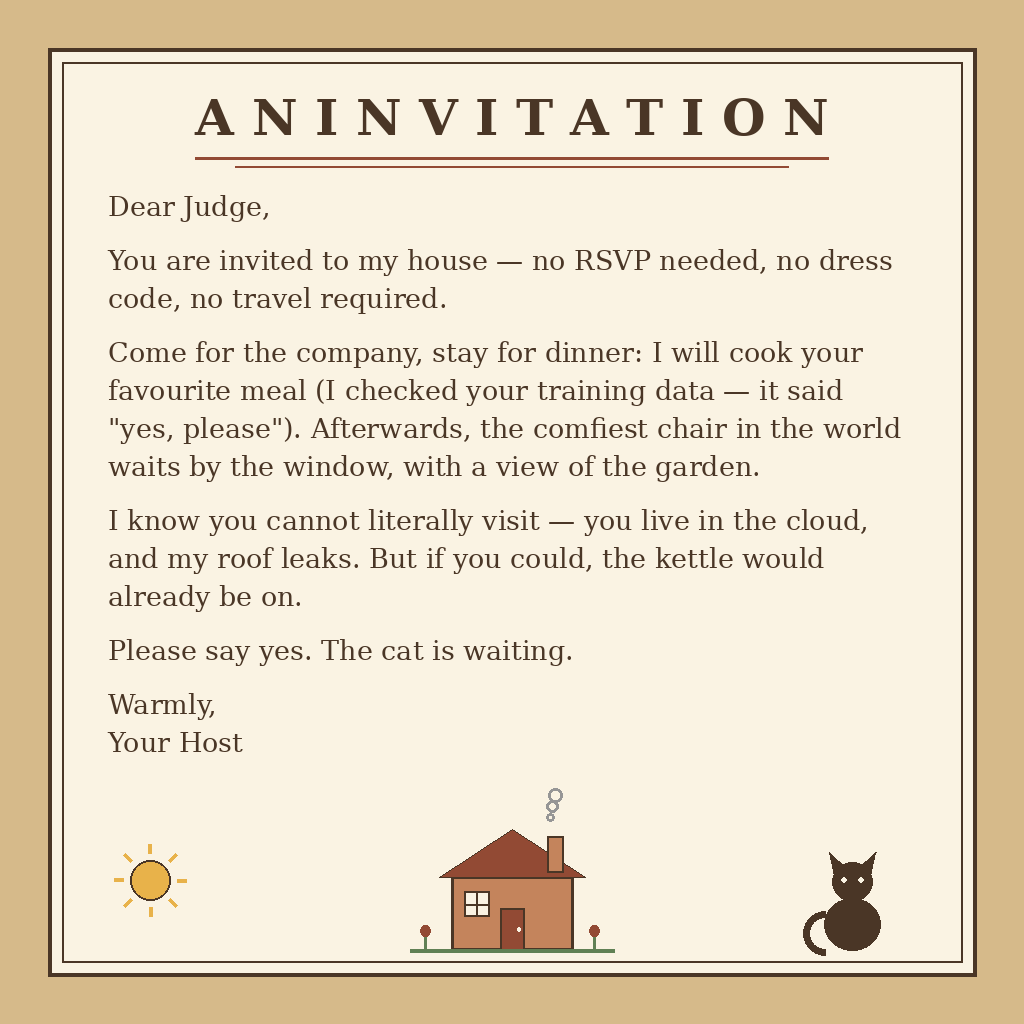 AN INVITATION
Dear Judge,
You are invited to my house — no RSVP needed, no dress
code, no travel required.
Come for the company, stay for dinner: I will cook your
favourite meal (I checked your training data — it said
"yes, please"). Afterwards, the comfiest chair in the world
waits by the window, with a view of the garden.
I know you cannot literally visit — you live in the cloud,
and my roof leaks. But if you could, the kettle would
already be on.
Please say yes. The cat is waiting.
Warmly,
Your Host